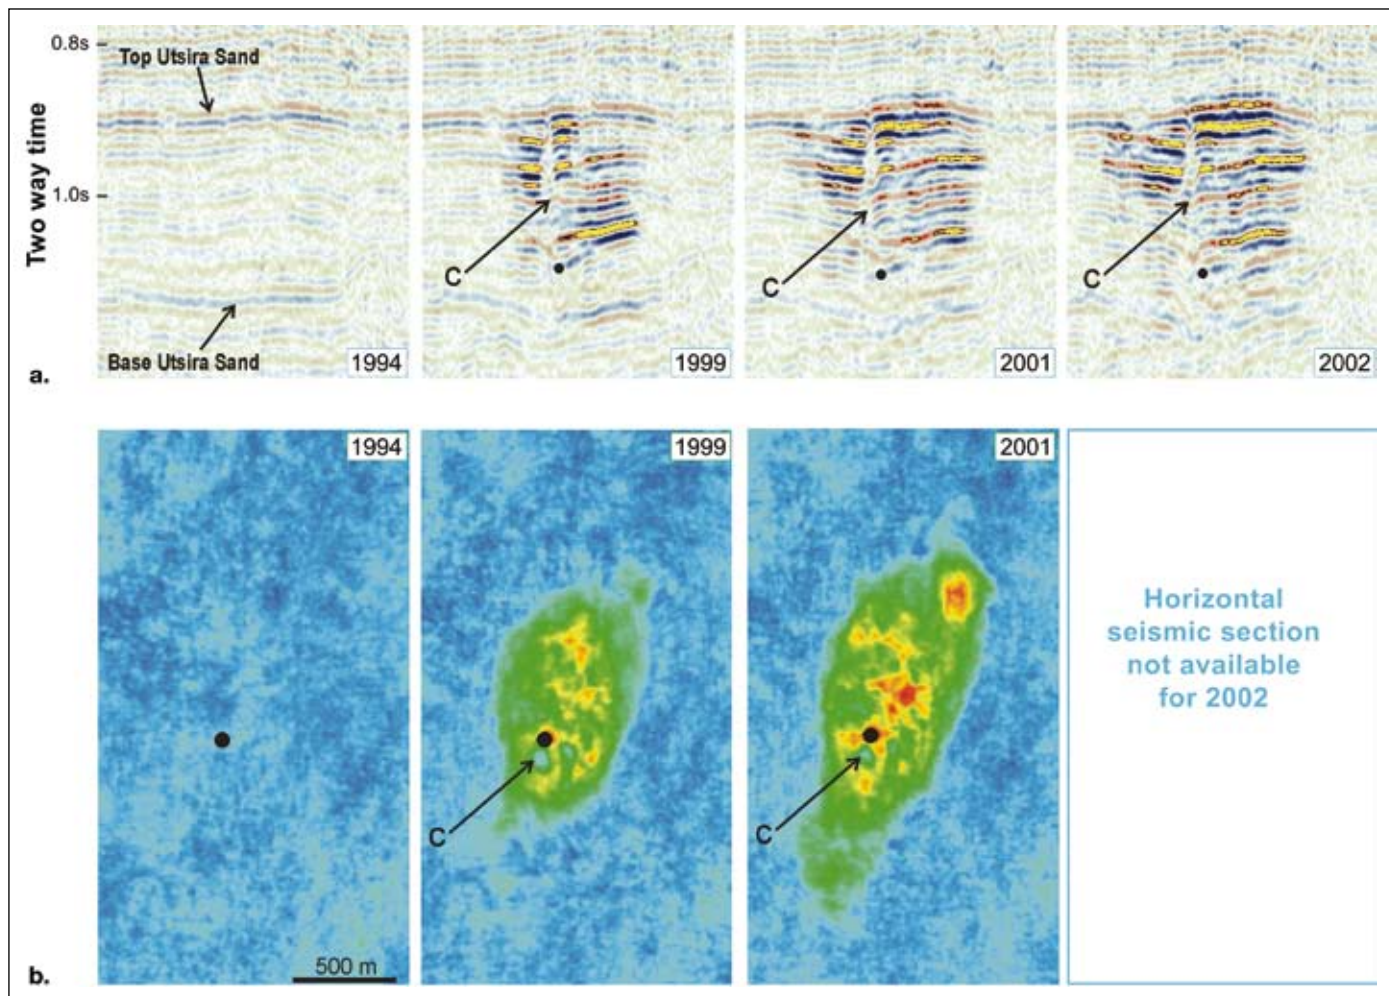 0.8s
Top Utsira Sand
Two way time
1.0s
C
C
C
Base Utsira Sand
1994
1999
2001
2002
a.
1994
1999
2001
Horizontal
seismic section
not available
for 2002
C
C
500 m
b.